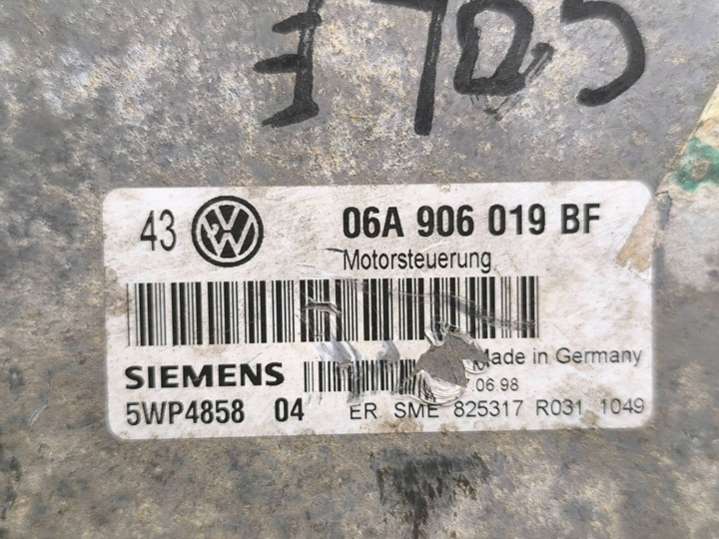 43 06A 906 019 BF
Motorsteuerung
Made in Germany
SIEMENS .06.98
5WP4858 04 ER SME 825317 R031 1049